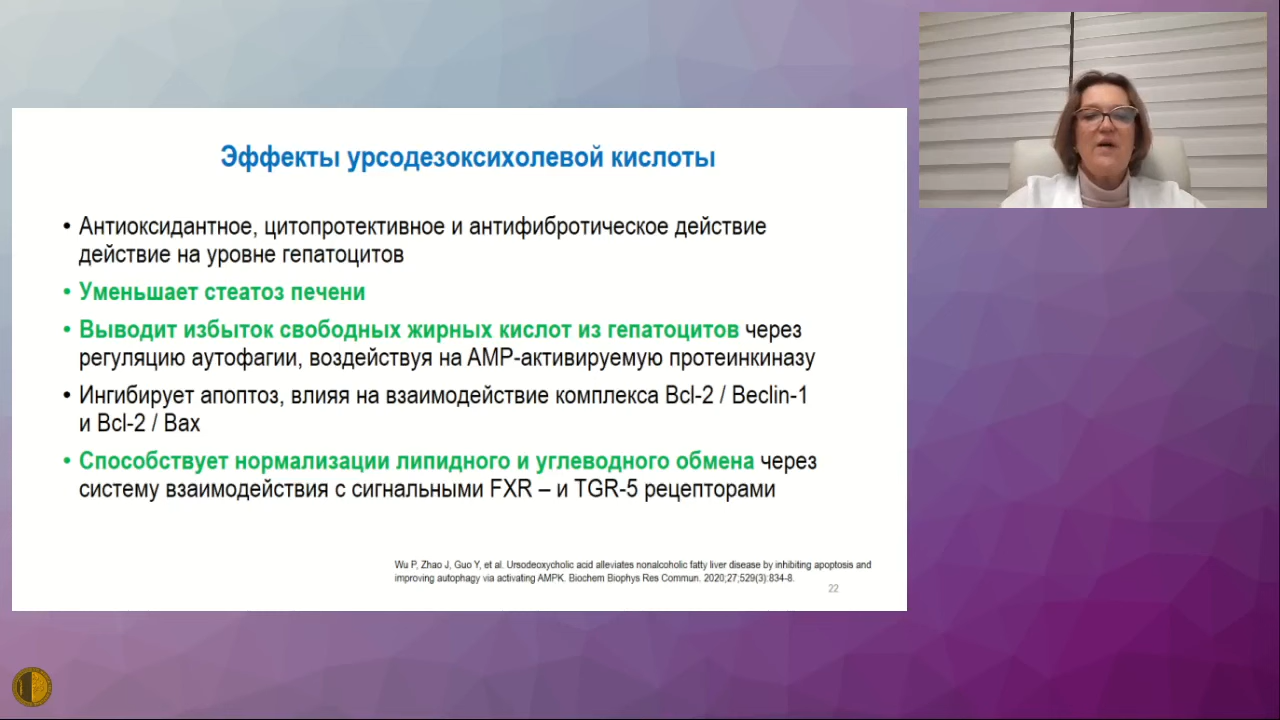 Эффекты урсодезоксихолевой кислоты
• Антиоксидантное, цитопротективное и антифибротическое действие
действие на уровне гепатоцитов
• Уменьшает стеатоз печени
• Выводит избыток свободных жирных кислот из гепатоцитов через
регуляцию аутофагии, воздействуя на АМР-активируемую протеинкиназу
• Ингибирует апоптоз, влияя на взаимодействие комплекса Bcl-2 / Beclin-1
и Bcl-2 / Bax
• Способствует нормализации липидного и углеводного обмена через
систему взаимодействия с сигнальными FXR – и TGR-5 рецепторами
Wu P, Zhao J, Guo Y, et al. Ursodeoxycholic acid alleviates nonalcoholic fatty liver disease by inhibiting apoptosis and
improving autophagy via activating AMPK. Biochem Biophys Res Commun. 2020;27;529(3):834-8.
22